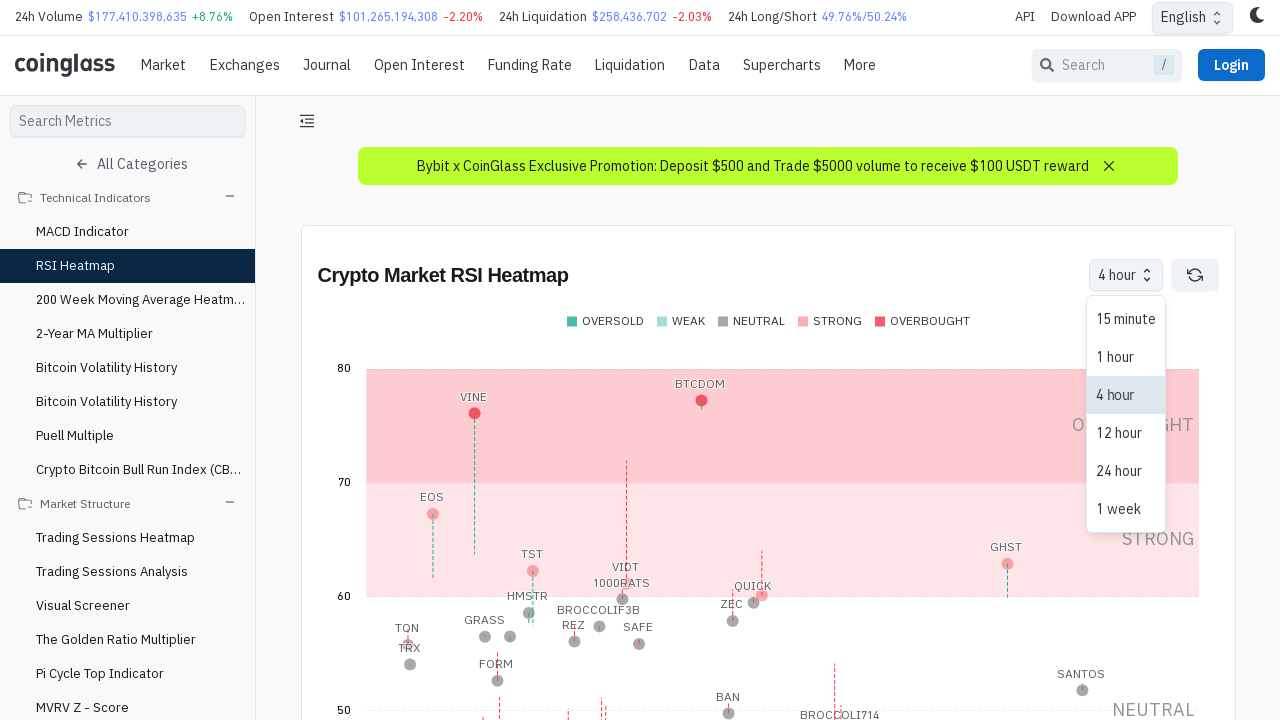 24h Volume $177,410,398,635 +8.76% Open Interest $101,265,194,308 -2.20% 24h Liquidation $258,436,702 -2.03% 24h Long/Short 49.76%/50.24% API Download APP English
coinglass Market Exchanges Journal Open Interest Funding Rate Liquidation Data Supercharts More Search / Login
Search Metrics
All Categories
Technical Indicators
MACD Indicator
RSI Heatmap
200 Week Moving Average Heatm...
2-Year MA Multiplier
Bitcoin Volatility History
Bitcoin Volatility History
Puell Multiple
Crypto Bitcoin Bull Run Index (CB...
Market Structure
Trading Sessions Heatmap
Trading Sessions Analysis
Visual Screener
The Golden Ratio Multiplier
Pi Cycle Top Indicator
MVRV Z - Score
Bybit x CoinGlass Exclusive Promotion: Deposit $500 and Trade $5000 volume to receive $100 USDT reward
Crypto Market RSI Heatmap
4 hour
15 minute
1 hour
4 hour
12 hour
24 hour
1 week
OVERSOLD WEAK NEUTRAL STRONG OVERBOUGHT
80
BTCDOM
VINE
70
EOS
STRONG
GHST
TST
VIDT
1000RATS
QUICK
60
HMSTR
ZEC
BROCCOLIF3B
GRASS
REZ
SAFE
TON
TRX
FORM
SANTOS
BAN
50
BROCCOLI714
NEUTRAL